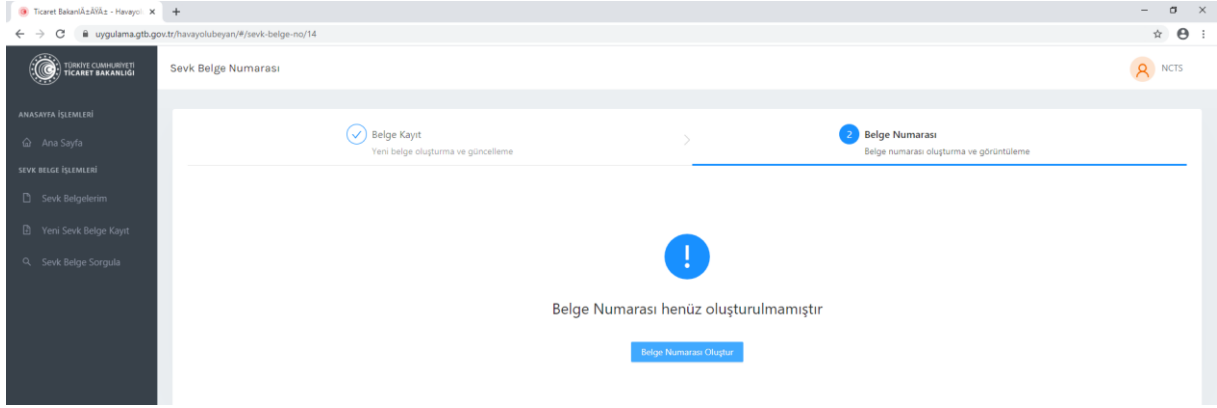 Ticaret BakanlÄ±ÄŸÄ± - Havayol
uygulama.gtb.gov.tr/havayolubeyan/#/sevk-belge-no/14
TÜRKİYE CUMHURİYETİ
TİCARET BAKANLIĞI
Sevk Belge Numarası
NCTS
ANASAYFA İŞLEMLERİ
Ana Sayfa
SEVK BELGE İŞLEMLERİ
Sevk Belgelerim
Yeni Sevk Belge Kayıt
Sevk Belge Sorgula
Belge Kayıt
Yeni belge oluşturma ve güncelleme
2 Belge Numarası
Belge numarası oluşturma ve görüntüleme
Belge Numarası henüz oluşturulmamıştır
Belge Numarası Oluştur